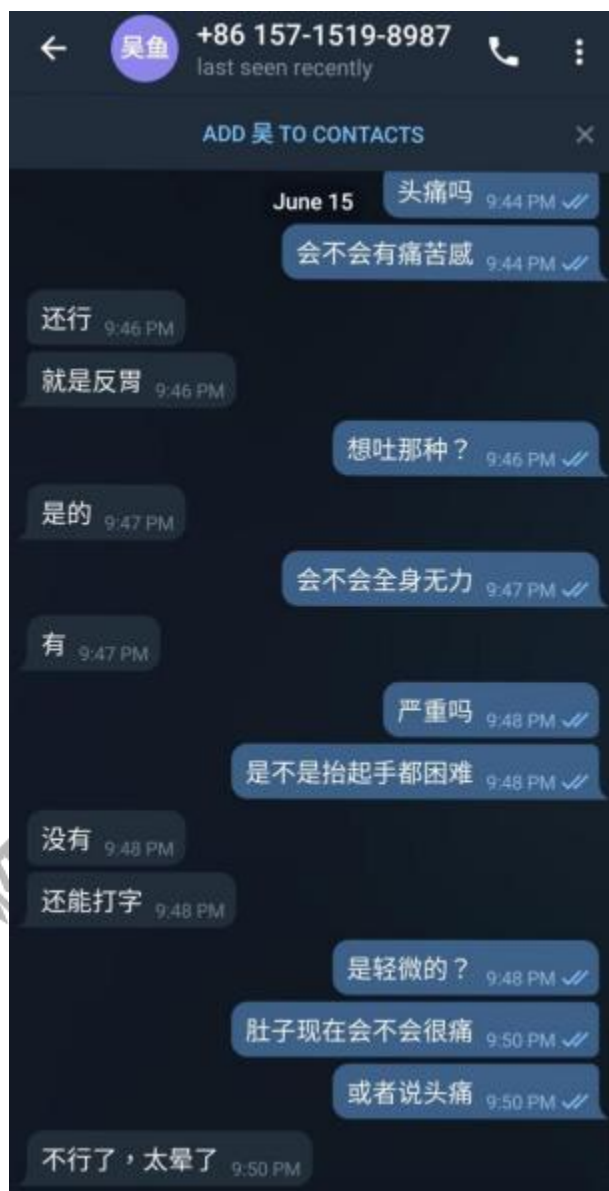 吴鱼
+86 157-1519-8987
last seen recently
ADD 吴 TO CONTACTS
June 15
头痛吗 9:44 PM
会不会有痛苦感 9:44 PM
还行 9:46 PM
就是反胃 9:46 PM
想吐那种？ 9:46 PM
是的 9:47 PM
会不会全身无力 9:47 PM
有 9:47 PM
严重吗 9:48 PM
是不是抬起手都困难 9:48 PM
没有 9:48 PM
还能打字 9:48 PM
是轻微的？ 9:48 PM
肚子现在会不会很痛 9:50 PM
或者说头痛 9:50 PM
不行了，太晕了 9:50 PM